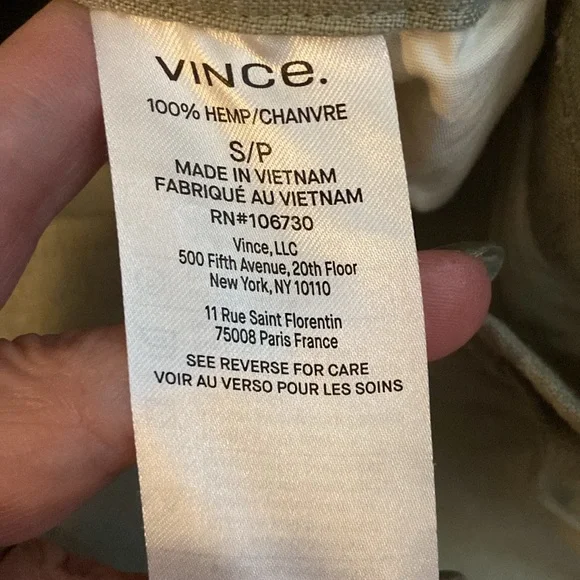 VINCe.
100% HEMP/CHANVRE
S/P
MADE IN VIETNAM
FABRIQUÉ AU VIETNAM
RN#106730
Vince, LLC
500 Fifth Avenue, 20th Floor
New York, NY 10110
11 Rue Saint Florentin
75008 Paris France
SEE REVERSE FOR CARE
VOIR AU VERSO POUR LES SOINS